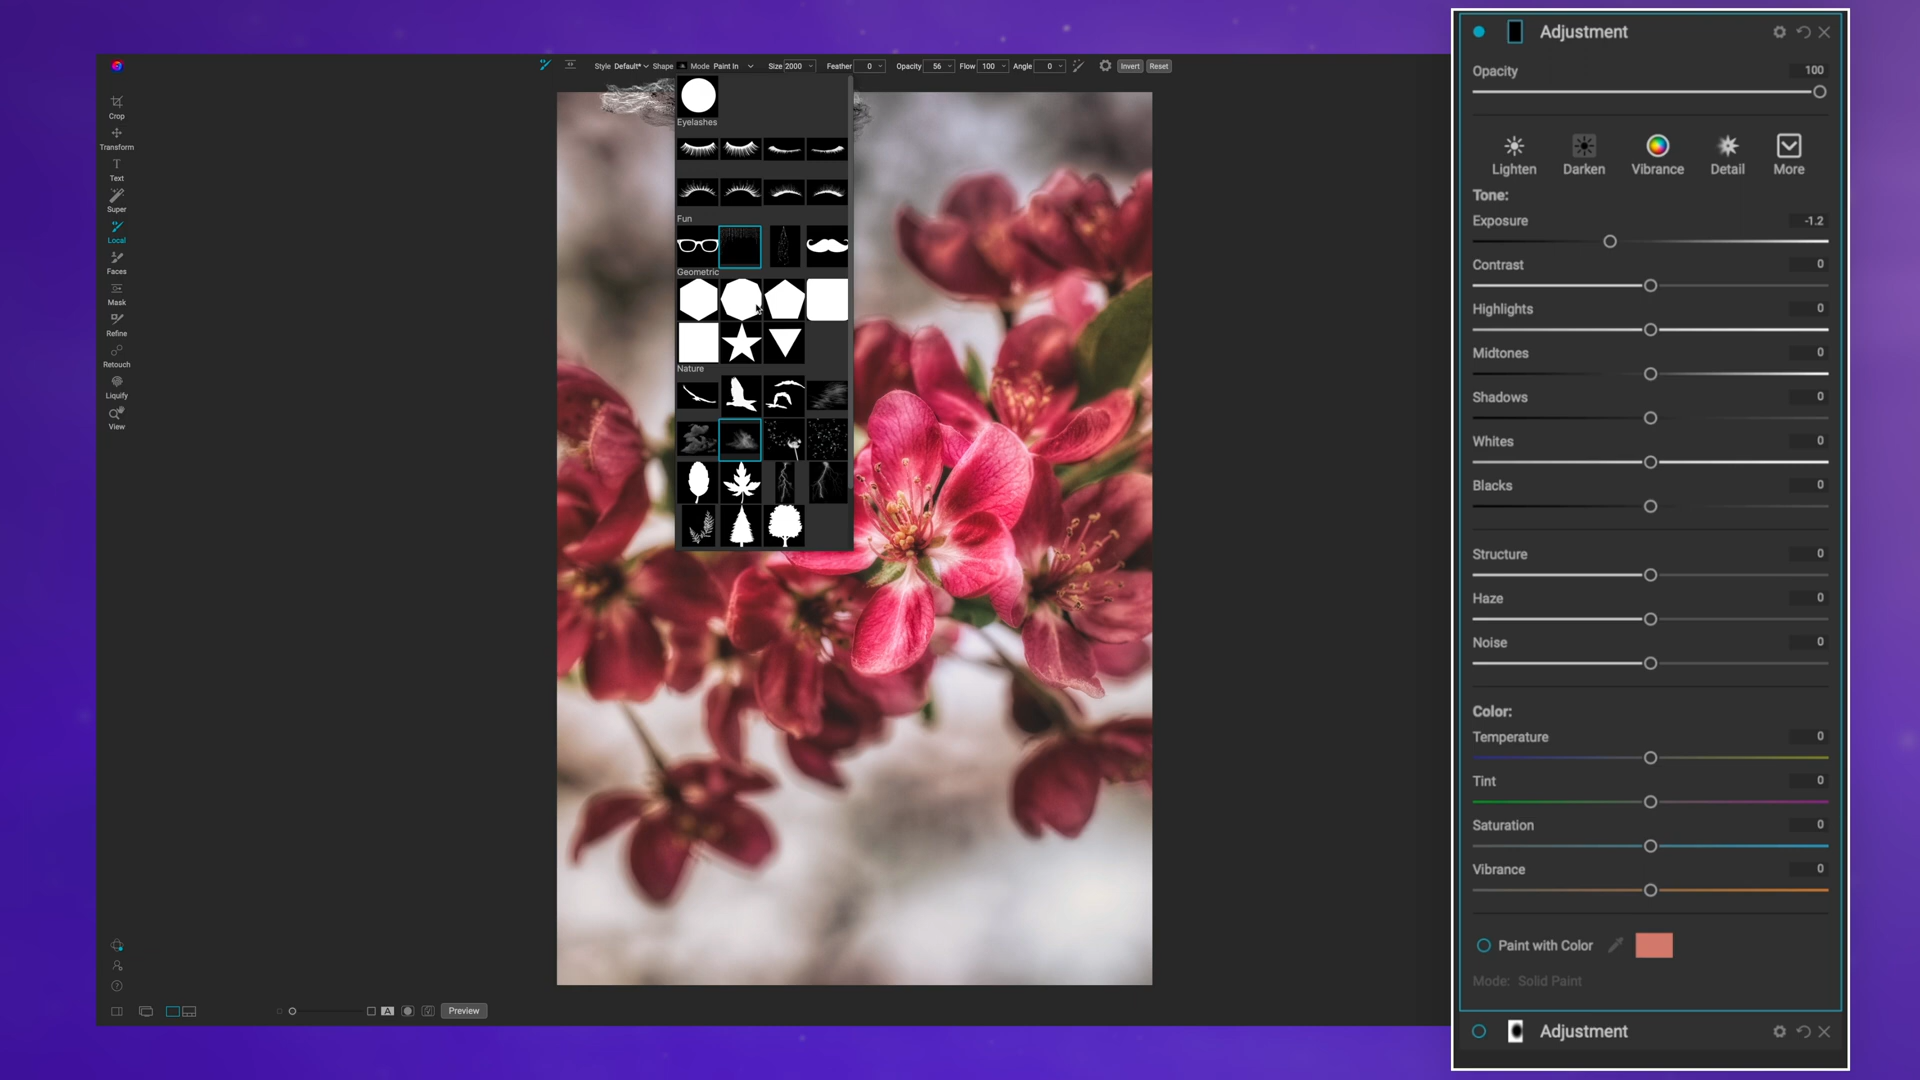 Style Default* Shape Mode Paint In Size 2000 Feather 0 Opacity 56 Flow 100 Angle 0 Invert Reset
Crop
Transform
Text
Super
Local
Faces
Mask
Refine
Retouch
Liquify
View
Eyelashes
Fun
Geometric
Nature
A
Preview
Adjustment
Opacity 100
Lighten Darken Vibrance Detail More
Tone:
Exposure -1.2
Contrast 0
Highlights 0
Midtones 0
Shadows 0
Whites 0
Blacks 0
Structure 0
Haze 0
Noise 0
Color:
Temperature 0
Tint 0
Saturation 0
Vibrance 0
Paint with Color
Mode: Solid Paint
Adjustment